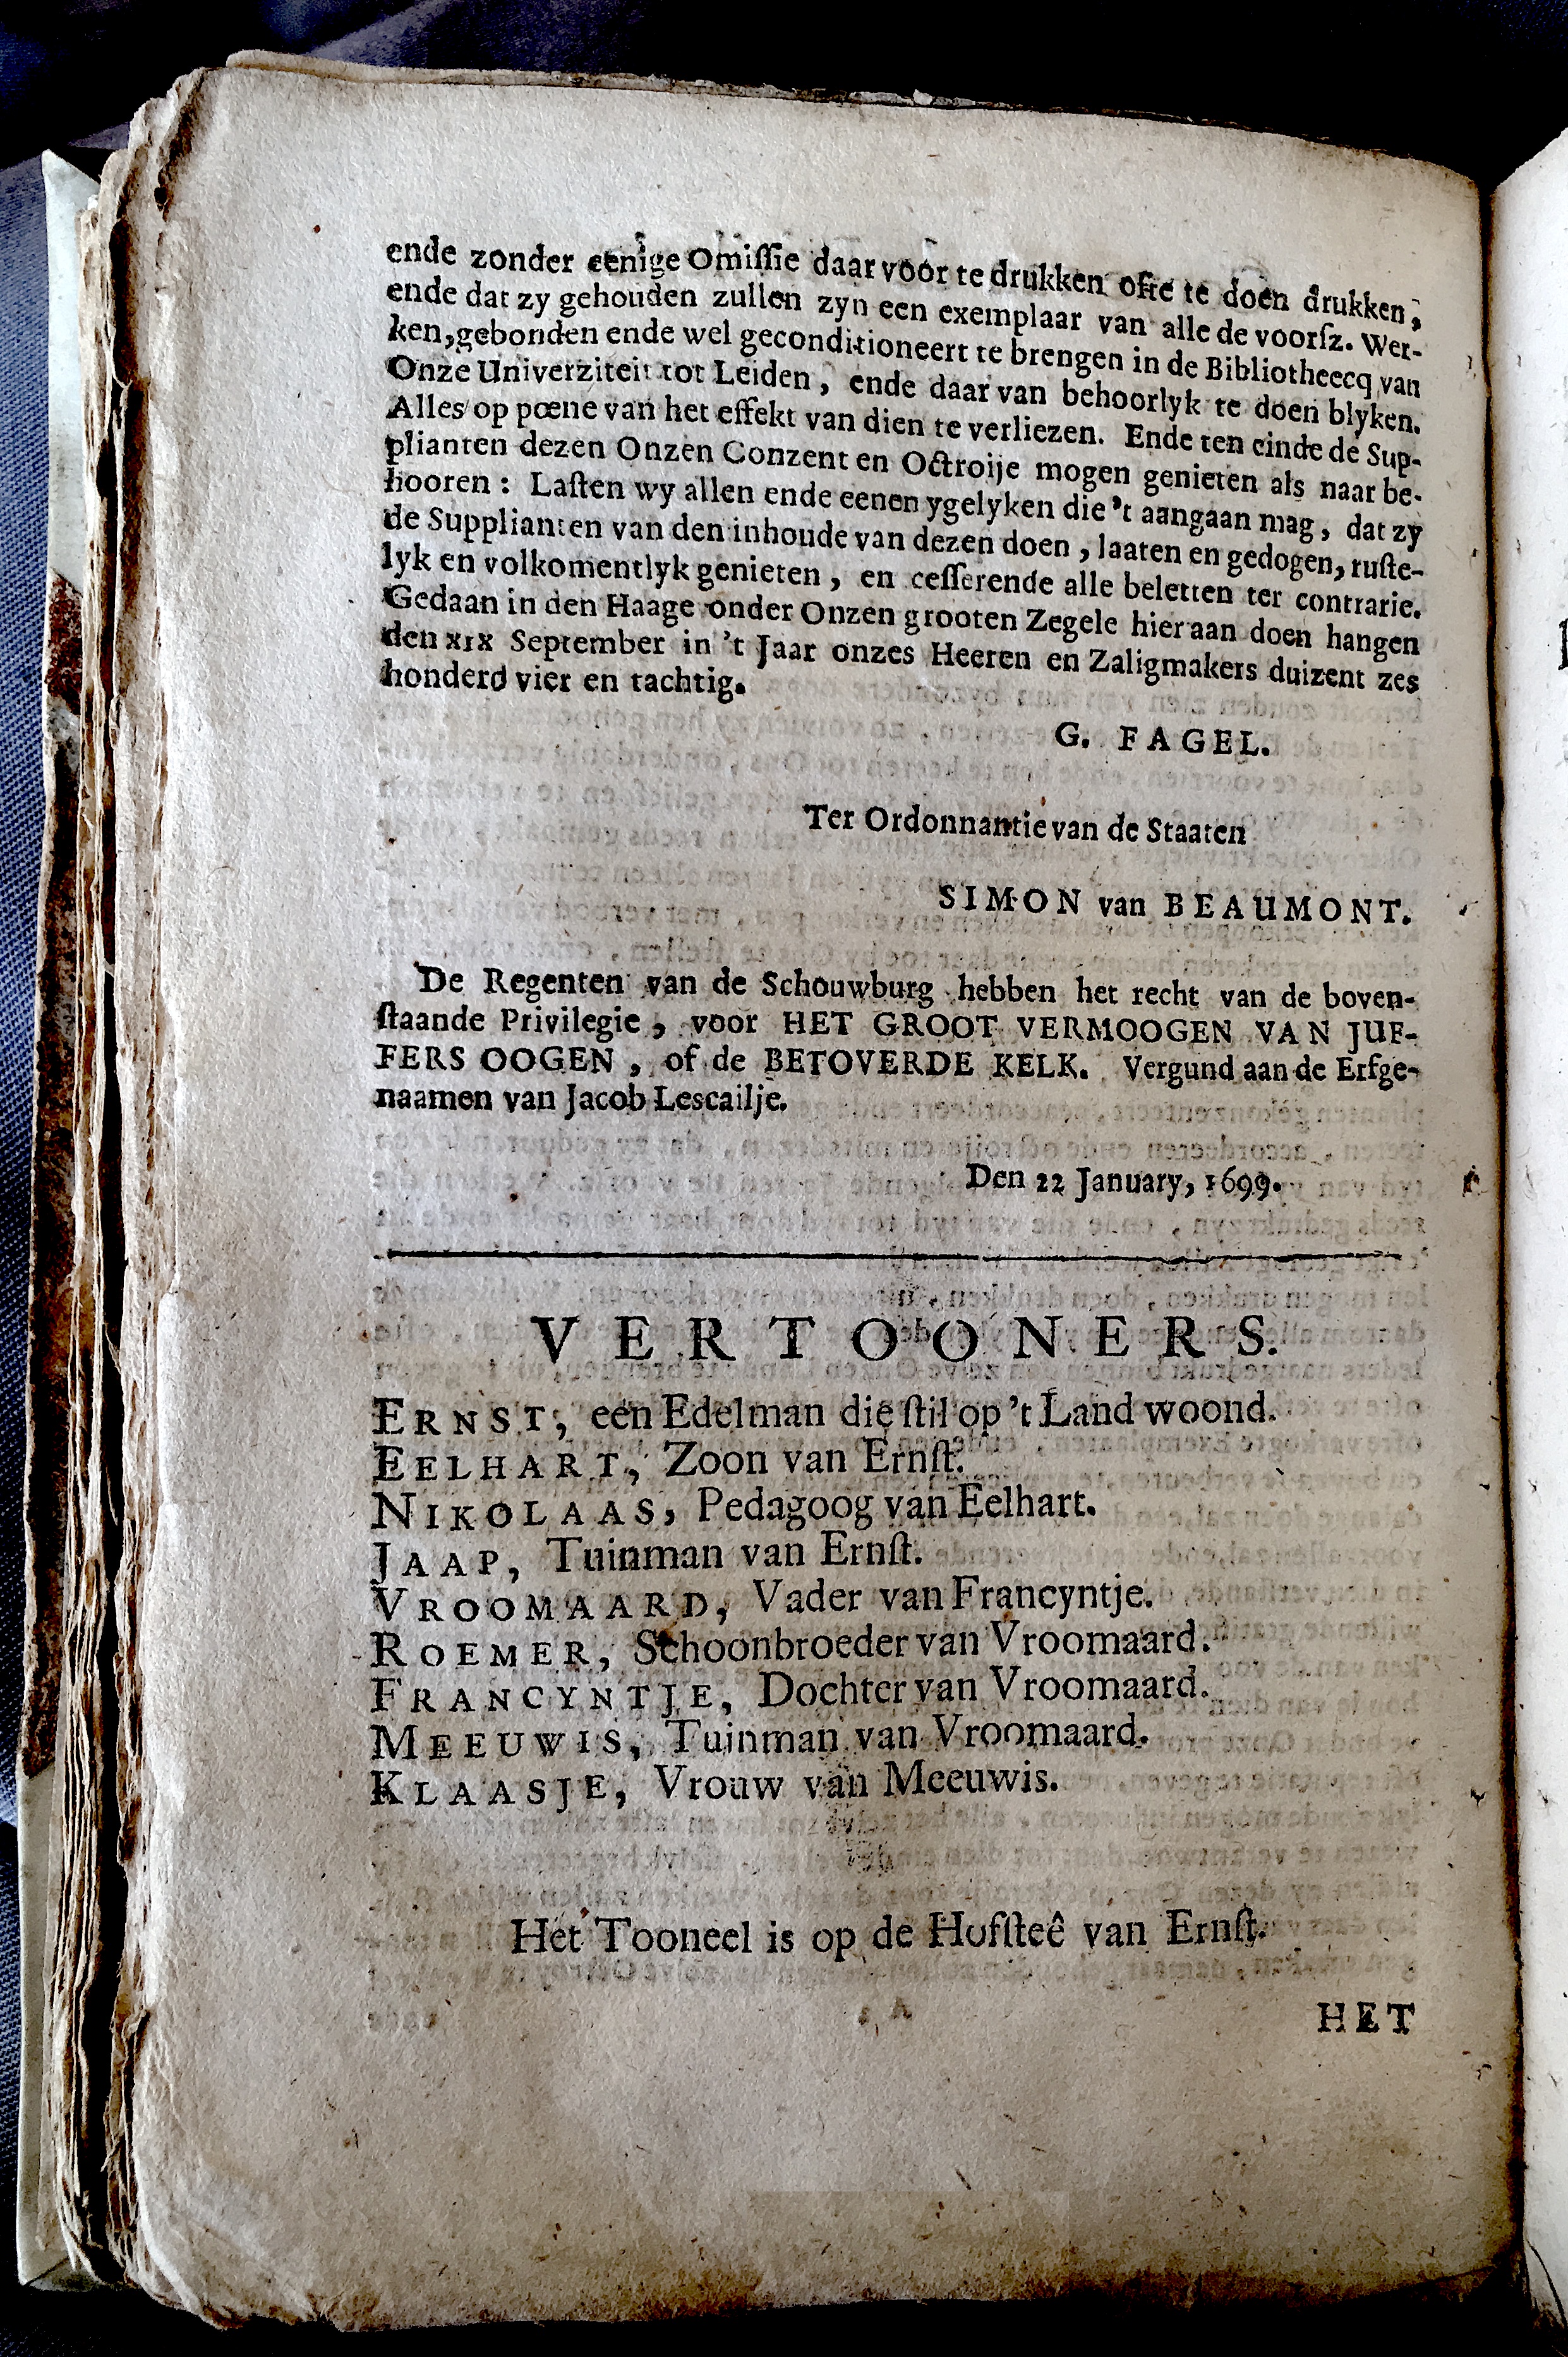 ende zonder eenige Omiſſie daar voor te drukken ofte te doen drukken;
ende dat zy gehouden zullen zyn een exemplaar van alle de voorſz. Wer-
ken, gebonden ende wel geconditioneert te brengen in de Bibliotheecq van
Onze Univerziteit tot Leiden, ende daar van behoorlyk te doen blyken.
Alles op pœne van het effekt van dien te verliezen. Ende ten einde de Sup-
plianten dezen Onzen Conzent en Octroije mogen genieten als naar be-
hooren: Laſten wy allen ende eenen ygelyken die 't aangaan mag, dat zy
de Supplianten van den inhoude van dezen doen, laaten en gedogen, ruſte-
lyk en volkomentlyk genieten, en ceſſerende alle beletten ter contrarie.
Gedaan in den Haage onder Onzen grooten Zegele hier aan doen hangen
den xix September in 't Jaar onzes Heeren en Zaligmakers duizent zes
honderd vier en tachtig.
G. FAGEL.
Ter Ordonnantie van de Staaten
SIMON van BEAUMONT.
De Regenten van de Schouwburg hebben het recht van de boven-
ſtaande Privilegie, voor HET GROOT VERMOOGEN VAN JUF-
FERS OOGEN, of de BETOVERDE KELK. Vergund aan de Erfge-
naamen van Jacob Lescailje.
Den 22 January, 1699.
VERTOONERS.
ERNST, een Edelman die ſtil op 't Land woond.
EELHART, Zoon van Ernſt.
NIKOLAAS, Pedagoog van Eelhart.
JAAP, Tuinman van Ernſt.
VROOMAARD, Vader van Francyntje.
ROEMER, Schoonbroeder van Vroomaard.
FRANCYNTJE, Dochter van Vroomaard.
MEEUWIS, Tuinman van Vroomaard.
KLAASJE, Vrouw van Meeuwis.
Het Tooneel is op de Hofſteê van Ernſt.
HET